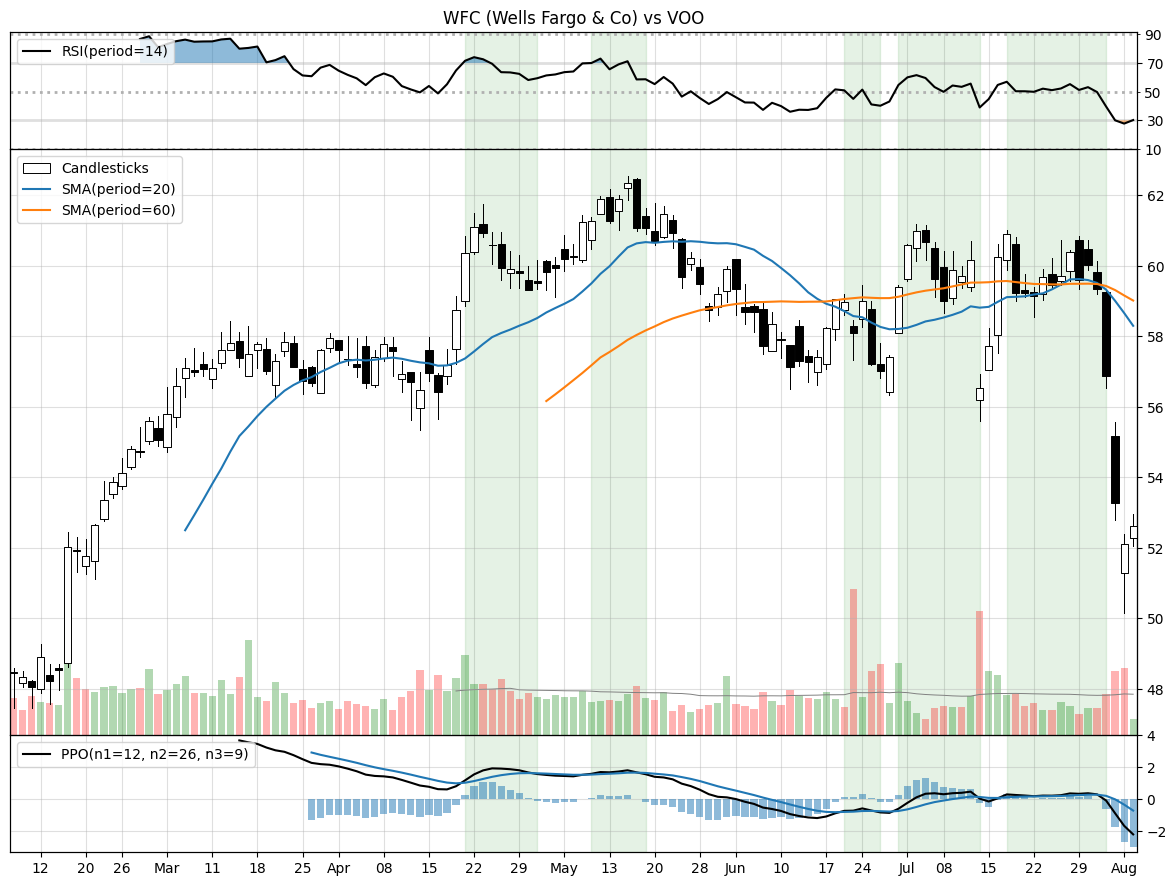 WFC (Wells Fargo & Co) vs VOO
RSI(period=14)
90
70
50
30
10
Candlesticks
SMA(period=20)
SMA(period=60)
62
60
58
56
54
52
50
48
PPO(n1=12, n2=26, n3=9)
4
2
0
−2
12 20 26 Mar 11 18 25 Apr 08 15 22 29 May 13 20 28 Jun 10 17 24 Jul 08 15 22 29 Aug